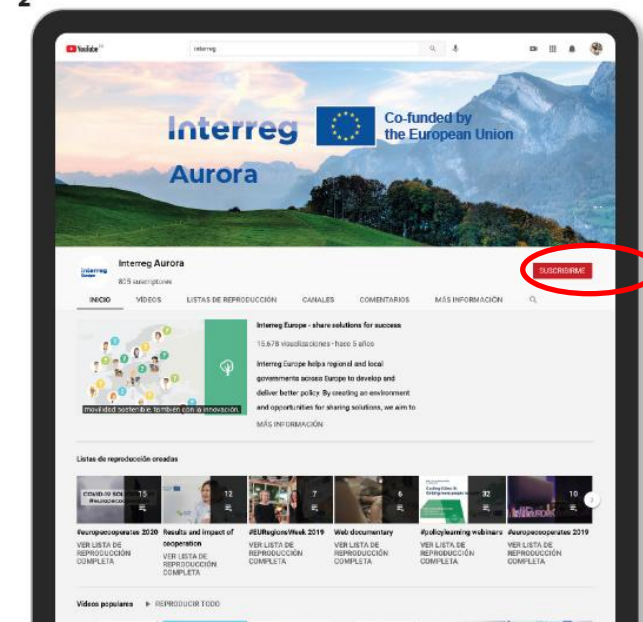 2
YouTube ES
interreg
Interreg Co-funded by
the European Union
Aurora
Interreg Aurora
SUSCRIBIRME
suscriptores
INICIO VÍDEOS LISTAS DE REPRODUCCIÓN CANALES COMENTARIOS MÁS INFORMACIÓN
Interreg Europe - share solutions for success
15.678 visualizaciones · hace 5 años
Interreg Europe helps regional and local
governments across Europe to develop and
deliver better policy. By creating an environment
and opportunities for sharing solutions, we aim to
MÁS INFORMACIÓN
movilidad sostenible, también con la innovación,
Listas de reproducción creadas
15 12 7 6 32 10
#europecooperates 2020 Results and impact of #EURegionsWeek 2019 Web documentary #policylearning webinars #europecooperates 2019
VER LISTA DE cooperation VER LISTA DE VER LISTA DE VER LISTA DE VER LISTA DE
REPRODUCCIÓN VER LISTA DE REPRODUCCIÓN REPRODUCCIÓN REPRODUCCIÓN REPRODUCCIÓN
COMPLETA REPRODUCCIÓN COMPLETA COMPLETA COMPLETA COMPLETA
COMPLETA
Vídeos populares REPRODUCIR TODO